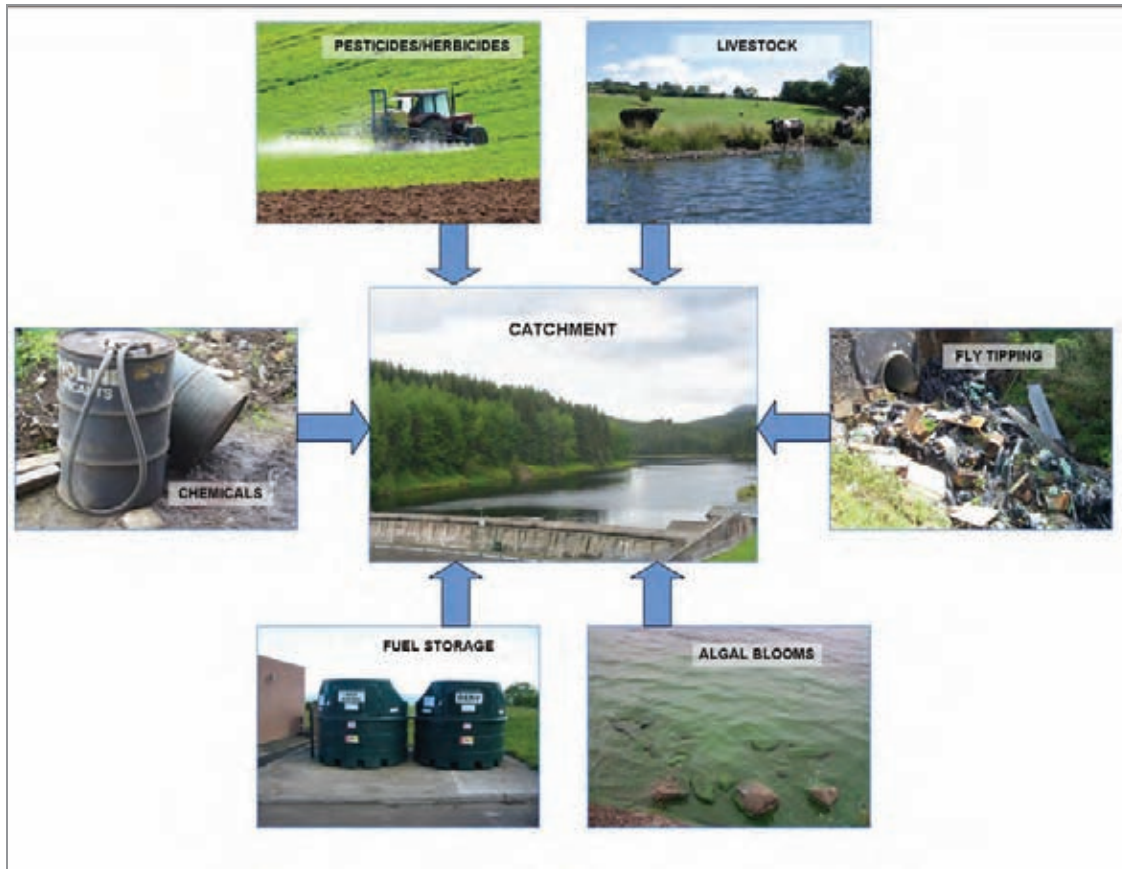 PESTICIDES/HERBICIDES
LIVESTOCK
CATCHMENT
CHEMICALS
FLY TIPPING
FUEL STORAGE
ALGAL BLOOMS